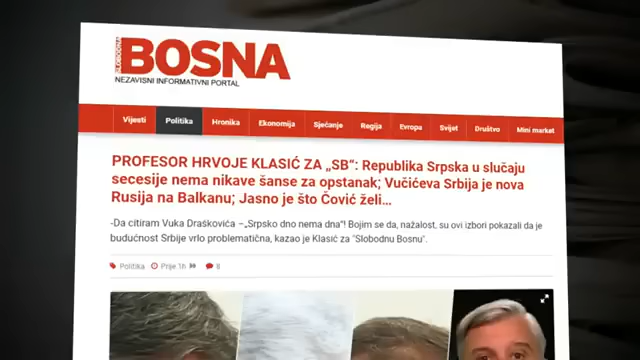 SLOBODNA
BOSNA
NEZAVISNI INFORMATIVNI PORTAL
Vijesti Politika Hronika Ekonomija Sjećanje Regija Evropa Svijet Društvo Mini market
PROFESOR HRVOJE KLASIĆ ZA „SB“: Republika Srpska u slučaju
secesije nema nikave šanse za opstanak; Vučićeva Srbija je nova
Rusija na Balkanu; Jasno je što Čović želi...
-Da citiram Vuka Draškovića –„Srpsko dno nema dna“! Bojim se da, nažalost, su ovi izbori pokazali da je
budućnost Srbije vrlo problematična, kazao je Klasić za "Slobodnu Bosnu".
Politika Prije 1h 8